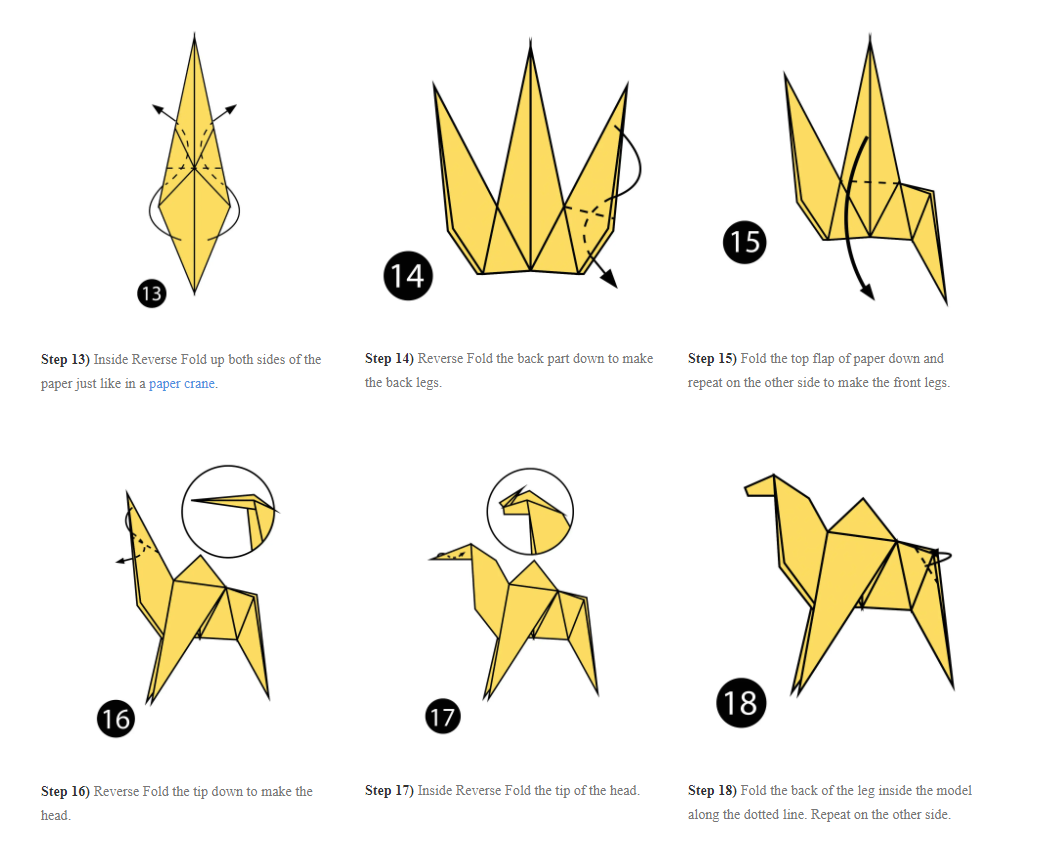 13
14
15
Step 13) Inside Reverse Fold up both sides of the
paper just like in a paper crane.
Step 14) Reverse Fold the back part down to make
the back legs.
Step 15) Fold the top flap of paper down and
repeat on the other side to make the front legs.
16
17
18
Step 16) Reverse Fold the tip down to make the
head.
Step 17) Inside Reverse Fold the tip of the head.
Step 18) Fold the back of the leg inside the model
along the dotted line. Repeat on the other side.